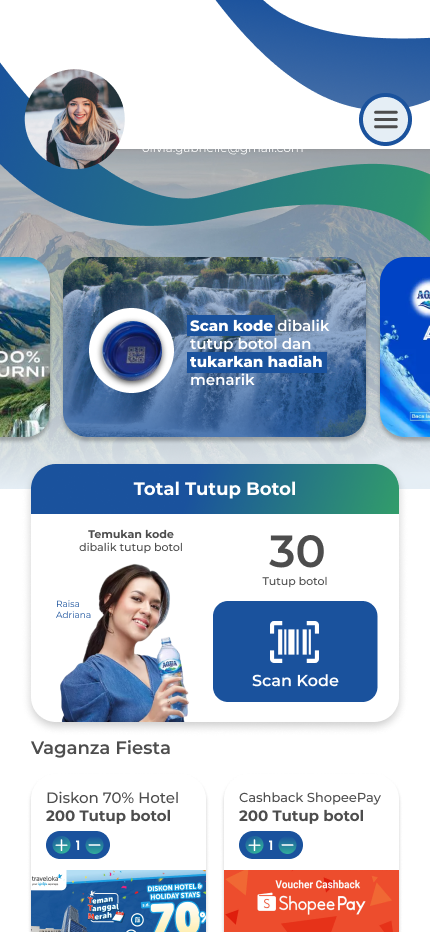 olivia.gabrielle@gmail.com
00%
URNI
Scan kode dibalik
tutup botol dan
tukarkan hadiah
menarik
Total Tutup Botol
Temukan kode
dibalik tutup botol
Raisa
Adriana
AQUA
30
Tutup botol
Scan Kode
Vaganza Fiesta
Diskon 70% Hotel
200 Tutup botol
1
traveloka
Teman
Tanggal
Merah
DISKON HOTEL &
HOLIDAY STAYS
70%
Cashback ShopeePay
200 Tutup botol
1
Voucher Cashback
ShopeePay